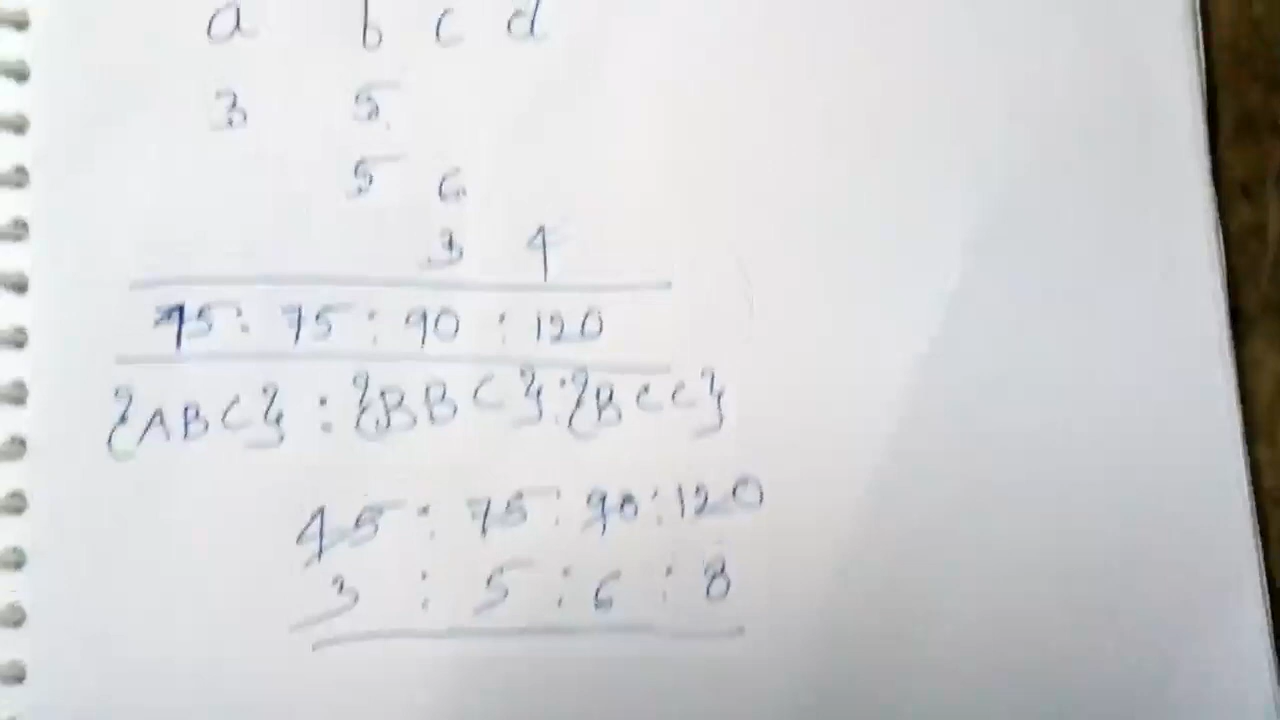 a b c d
3 5
5 6
3 4
45 : 75 : 90 : 120
{ABC} : {BBC} : {BCC}
45 : 75 : 90 : 120
3 : 5 : 6 : 8